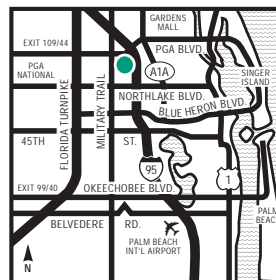 GARDENS
MALL
EXIT 109/44
PGA BLVD.
PGA
NATIONAL
A1A
SINGER
ISLAND
FLORIDA TURNPIKE
MILITARY TRAIL
NORTHLAKE BLVD.
BLUE HERON BLVD.
45TH
ST.
95
1
EXIT 99/40
OKEECHOBEE BLVD.
PALM
BEAC
BELVEDERE
RD.
PALM BEACH
INT'L AIRPORT
N